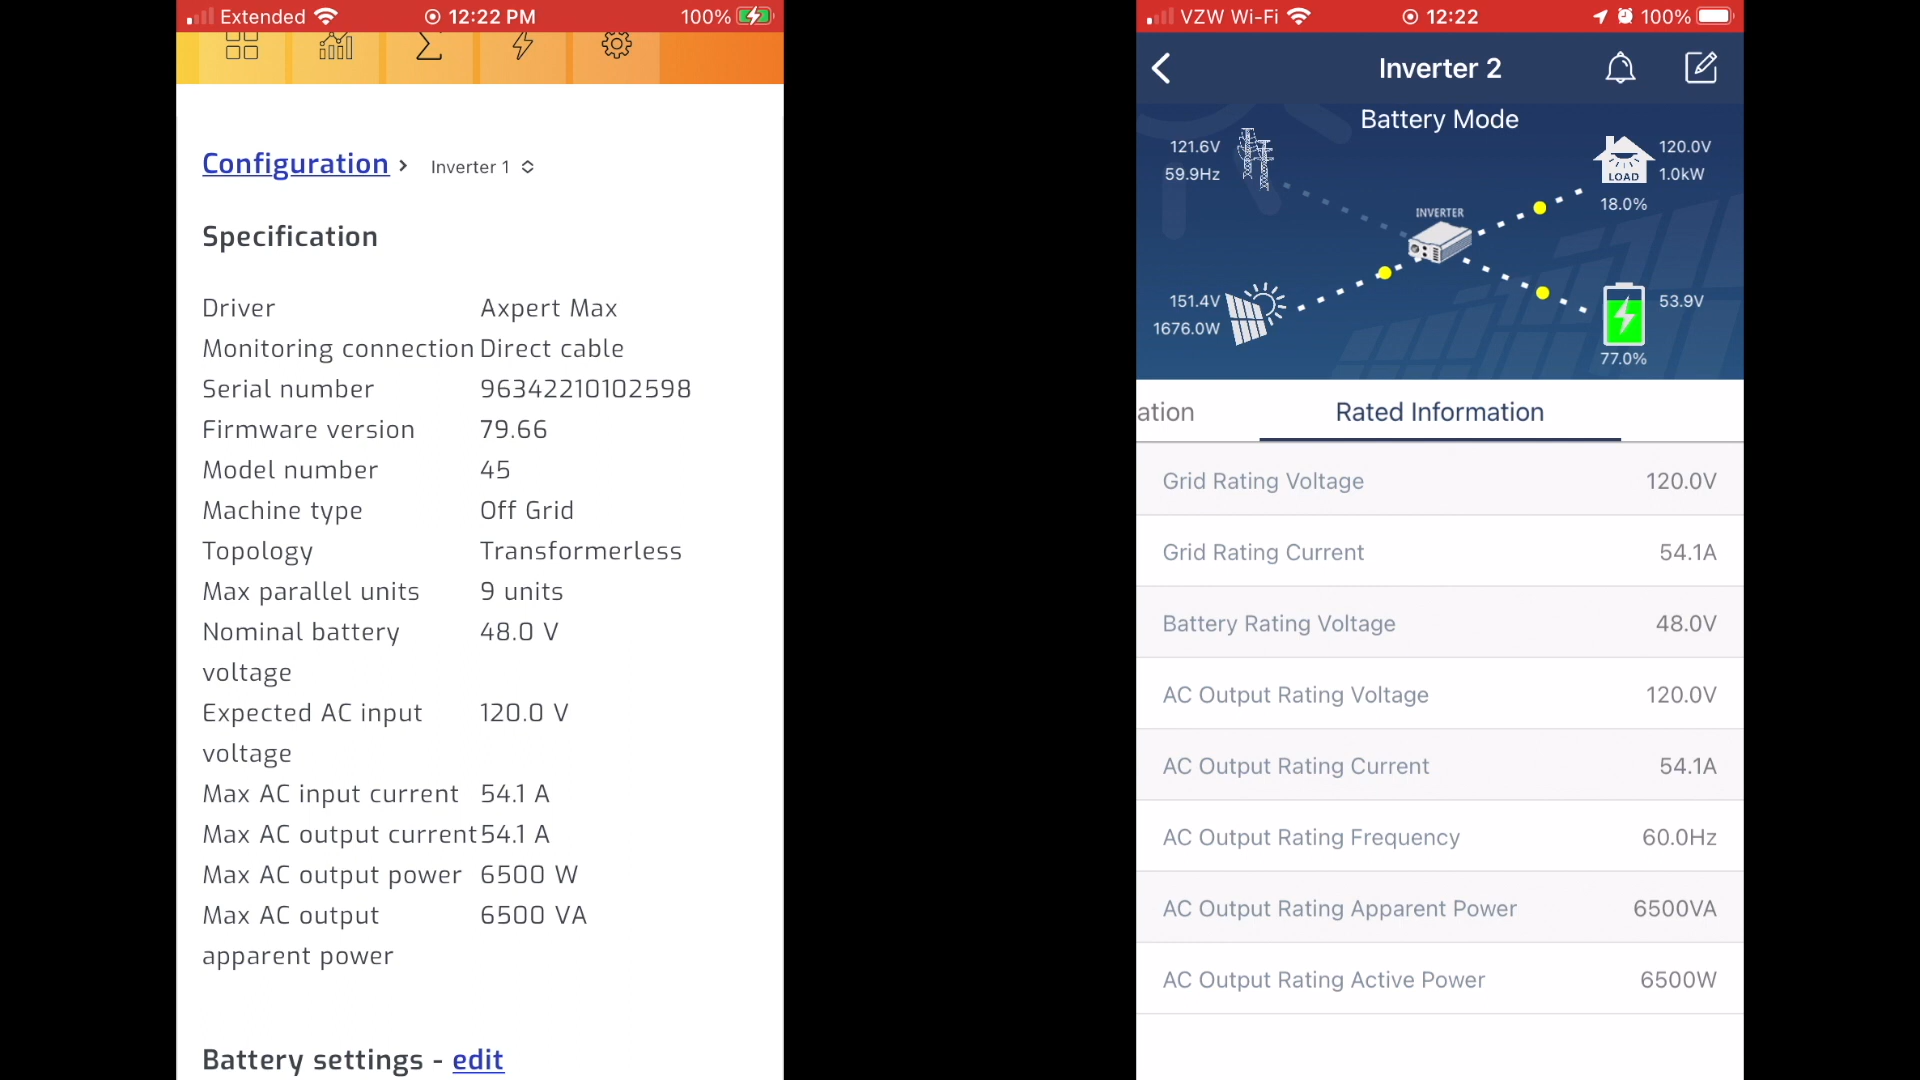 Extended 12:22 PM 100%
Configuration > Inverter 1
Specification
Driver Axpert Max
Monitoring connection Direct cable
Serial number 96342210102598
Firmware version 79.66
Model number 45
Machine type Off Grid
Topology Transformerless
Max parallel units 9 units
Nominal battery 48.0 V
voltage
Expected AC input 120.0 V
voltage
Max AC input current 54.1 A
Max AC output current 54.1 A
Max AC output power 6500 W
Max AC output 6500 VA
apparent power
Battery settings - edit
VZW Wi-Fi 12:22 100%
Inverter 2
Battery Mode
121.6V
59.9Hz
120.0V
1.0kW
LOAD
18.0%
INVERTER
151.4V
1676.0W
53.9V
77.0%
ation Rated Information
Grid Rating Voltage 120.0V
Grid Rating Current 54.1A
Battery Rating Voltage 48.0V
AC Output Rating Voltage 120.0V
AC Output Rating Current 54.1A
AC Output Rating Frequency 60.0Hz
AC Output Rating Apparent Power 6500VA
AC Output Rating Active Power 6500W